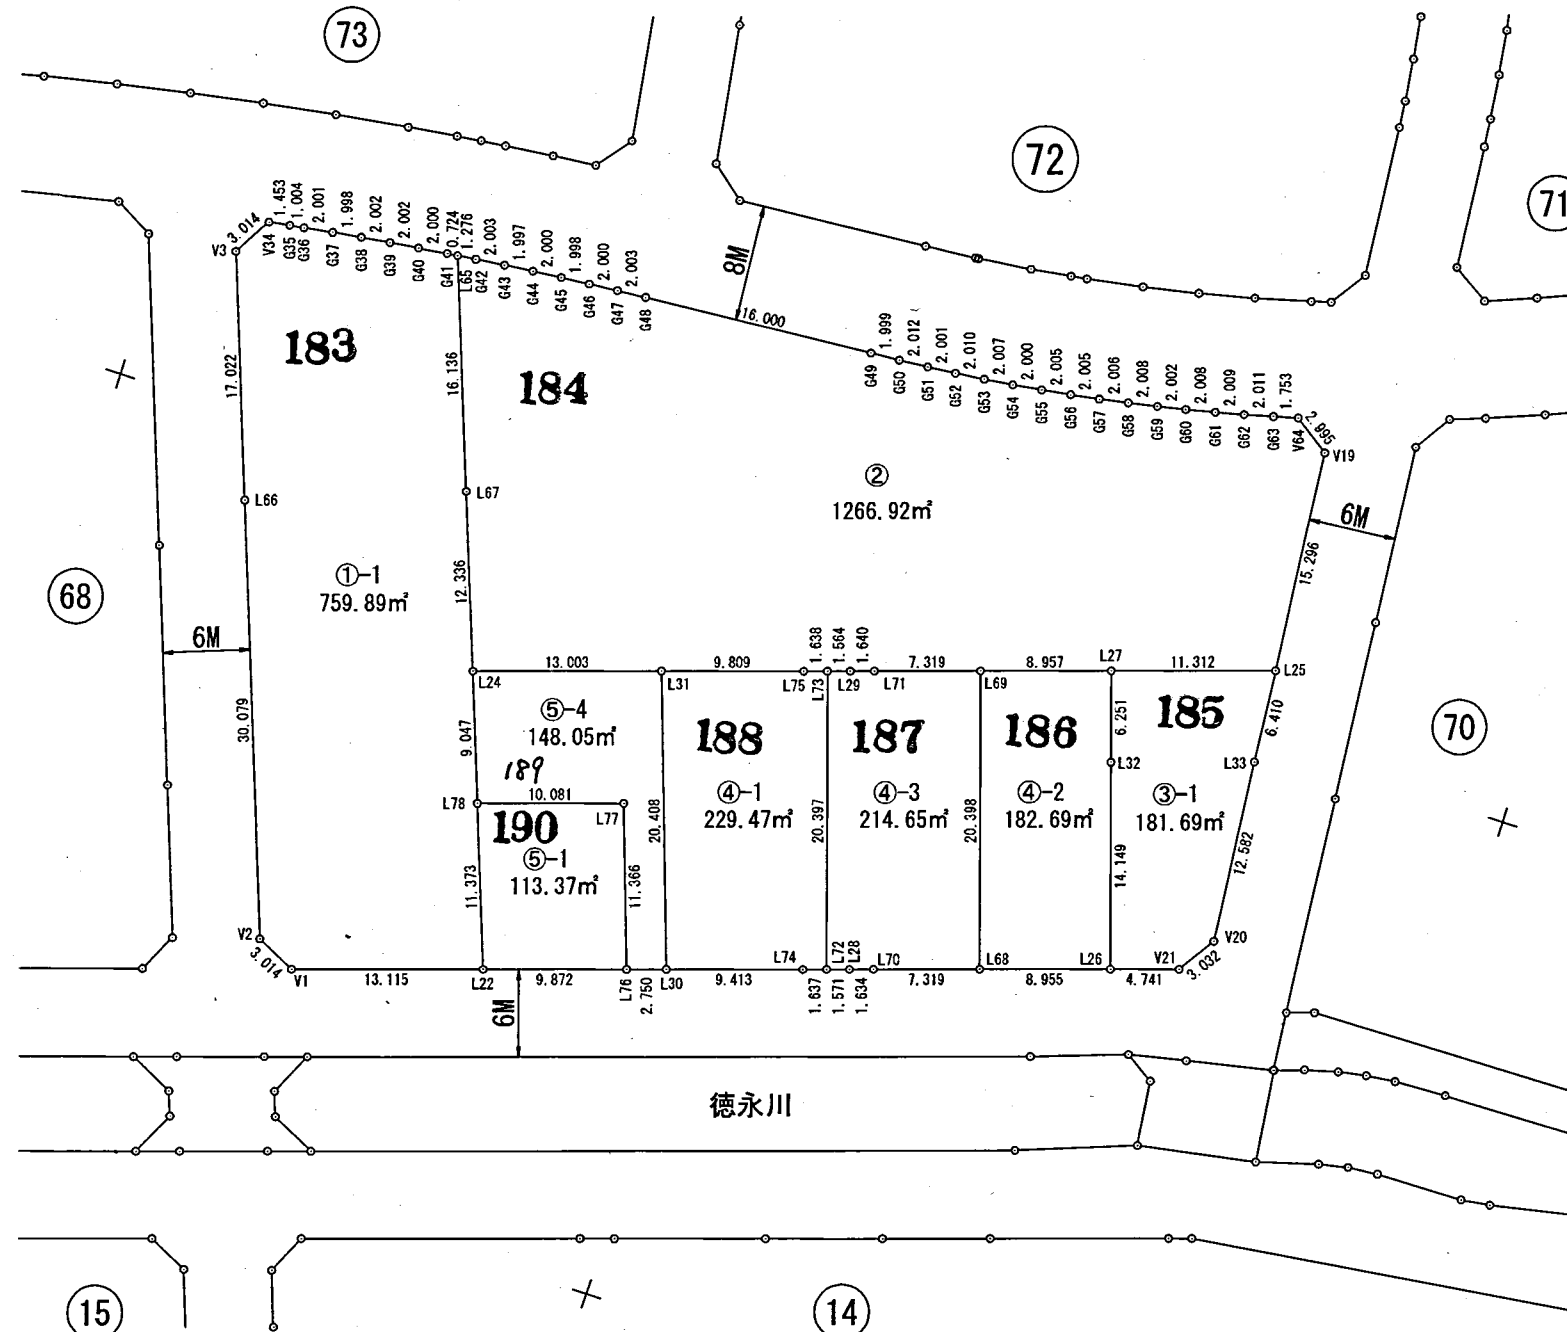 73
72
71
68
70
15
14
8M
6M
6M
6M
徳永川
183
184
185
186
187
188
189
190
①-1
759.89㎡
②
1266.92㎡
③-1
181.69㎡
④-2
182.69㎡
④-3
214.65㎡
④-1
229.47㎡
⑤-4
148.05㎡
⑤-1
113.37㎡
V3
3.014
V34
1.453
G35
1.004
G36
2.001
G37
1.998
G38
2.002
G39
2.002
G40
2.000
G41
0.724
L65
1.276
G42
2.003
G43
1.997
G44
2.000
G45
1.998
G46
2.000
G47
2.003
G48
16.000
G49
1.999
G50
2.012
G51
2.001
G52
2.010
G53
2.007
G54
2.000
G55
2.005
G56
2.005
G57
2.006
G58
2.008
G59
2.002
G60
2.008
G61
2.009
G62
2.011
G63
1.753
V64
2.995
V19
17.022
L66
30.079
V2
3.014
V1
13.115
L22
16.136
L67
12.336
L24
9.047
L78
11.373
13.003
L31
9.809
L75
1.638
L73
1.564
L29
1.640
L71
7.319
L69
8.957
L27
11.312
L25
15.296
6.410
L33
12.582
V20
3.032
V21
4.741
L26
6.251
L32
14.149
8.955
L68
20.398
7.319
L70
1.634
L28
1.571
L72
1.637
20.397
L74
9.413
L30
20.408
2.750
L76
9.872
11.366
L77
10.081